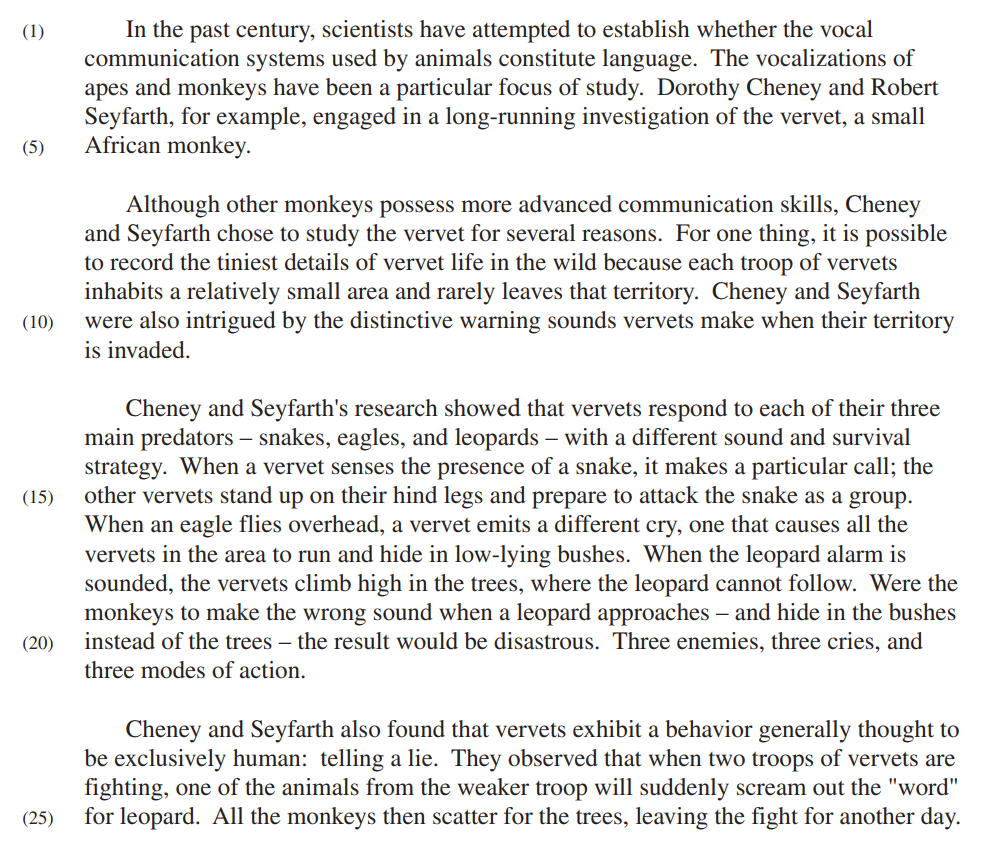 (1) In the past century, scientists have attempted to establish whether the vocal
communication systems used by animals constitute language.  The vocalizations of
apes and monkeys have been a particular focus of study.  Dorothy Cheney and Robert
Seyfarth, for example, engaged in a long-running investigation of the vervet, a small
(5) African monkey.
Although other monkeys possess more advanced communication skills, Cheney
and Seyfarth chose to study the vervet for several reasons.  For one thing, it is possible
to record the tiniest details of vervet life in the wild because each troop of vervets
inhabits a relatively small area and rarely leaves that territory.  Cheney and Seyfarth
(10) were also intrigued by the distinctive warning sounds vervets make when their territory
is invaded.
Cheney and Seyfarth's research showed that vervets respond to each of their three
main predators – snakes, eagles, and leopards – with a different sound and survival
strategy.  When a vervet senses the presence of a snake, it makes a particular call; the
(15) other vervets stand up on their hind legs and prepare to attack the snake as a group.
When an eagle flies overhead, a vervet emits a different cry, one that causes all the
vervets in the area to run and hide in low-lying bushes.  When the leopard alarm is
sounded, the vervets climb high in the trees, where the leopard cannot follow.  Were the
monkeys to make the wrong sound when a leopard approaches – and hide in the bushes
(20) instead of the trees – the result would be disastrous.  Three enemies, three cries, and
three modes of action.
Cheney and Seyfarth also found that vervets exhibit a behavior generally thought to
be exclusively human:  telling a lie.  They observed that when two troops of vervets are
fighting, one of the animals from the weaker troop will suddenly scream out the "word"
(25) for leopard.  All the monkeys then scatter for the trees, leaving the fight for another day.